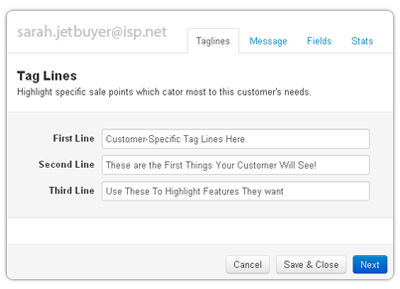 sarah.jetbuyer@isp.net
Taglines Message Fields Stats
Tag Lines
Highlight specific sale points which cator most to this customer's needs.
First Line Customer-Specific Tag Lines Here
Second Line These are the First Things Your Customer Will See!
Third Line Use These To Highlight Features They want
Cancel Save & Close Next